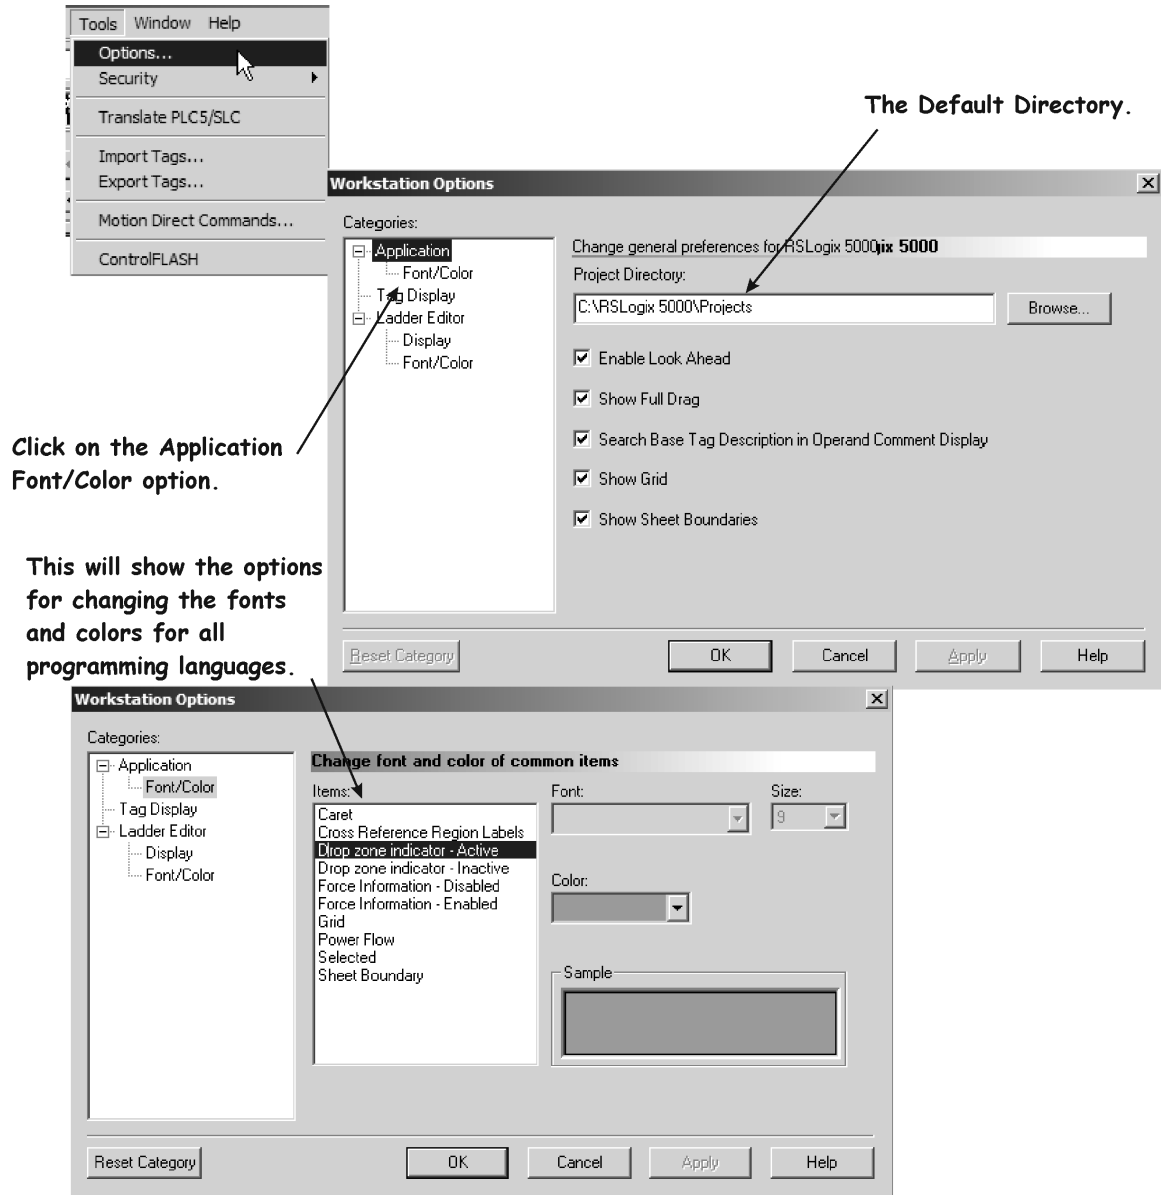 Tools Window Help
Options...
Security
Translate PLC5/SLC
Import Tags...
Export Tags...
Motion Direct Commands...
ControlFLASH
The Default Directory.
Workstation Options
Categories:
Application
Font/Color
Tag Display
Ladder Editor
Display
Font/Color
Change general preferences for RSLogix 5000gix 5000
Project Directory:
C:\RSLogix 5000\Projects
Browse...
Enable Look Ahead
Show Full Drag
Search Base Tag Description in Operand Comment Display
Show Grid
Show Sheet Boundaries
Reset Category
OK
Cancel
Apply
Help
Click on the Application
Font/Color option.
This will show the options
for changing the fonts
and colors for all
programming languages.
Workstation Options
Categories:
Application
Font/Color
Tag Display
Ladder Editor
Display
Font/Color
Change font and color of common items
Items:
Caret
Cross Reference Region Labels
Drop zone indicator - Active
Drop zone indicator - Inactive
Force Information - Disabled
Force Information - Enabled
Grid
Power Flow
Selected
Sheet Boundary
Font:
Size:
9
Color:
Sample
Reset Category
OK
Cancel
Apply
Help